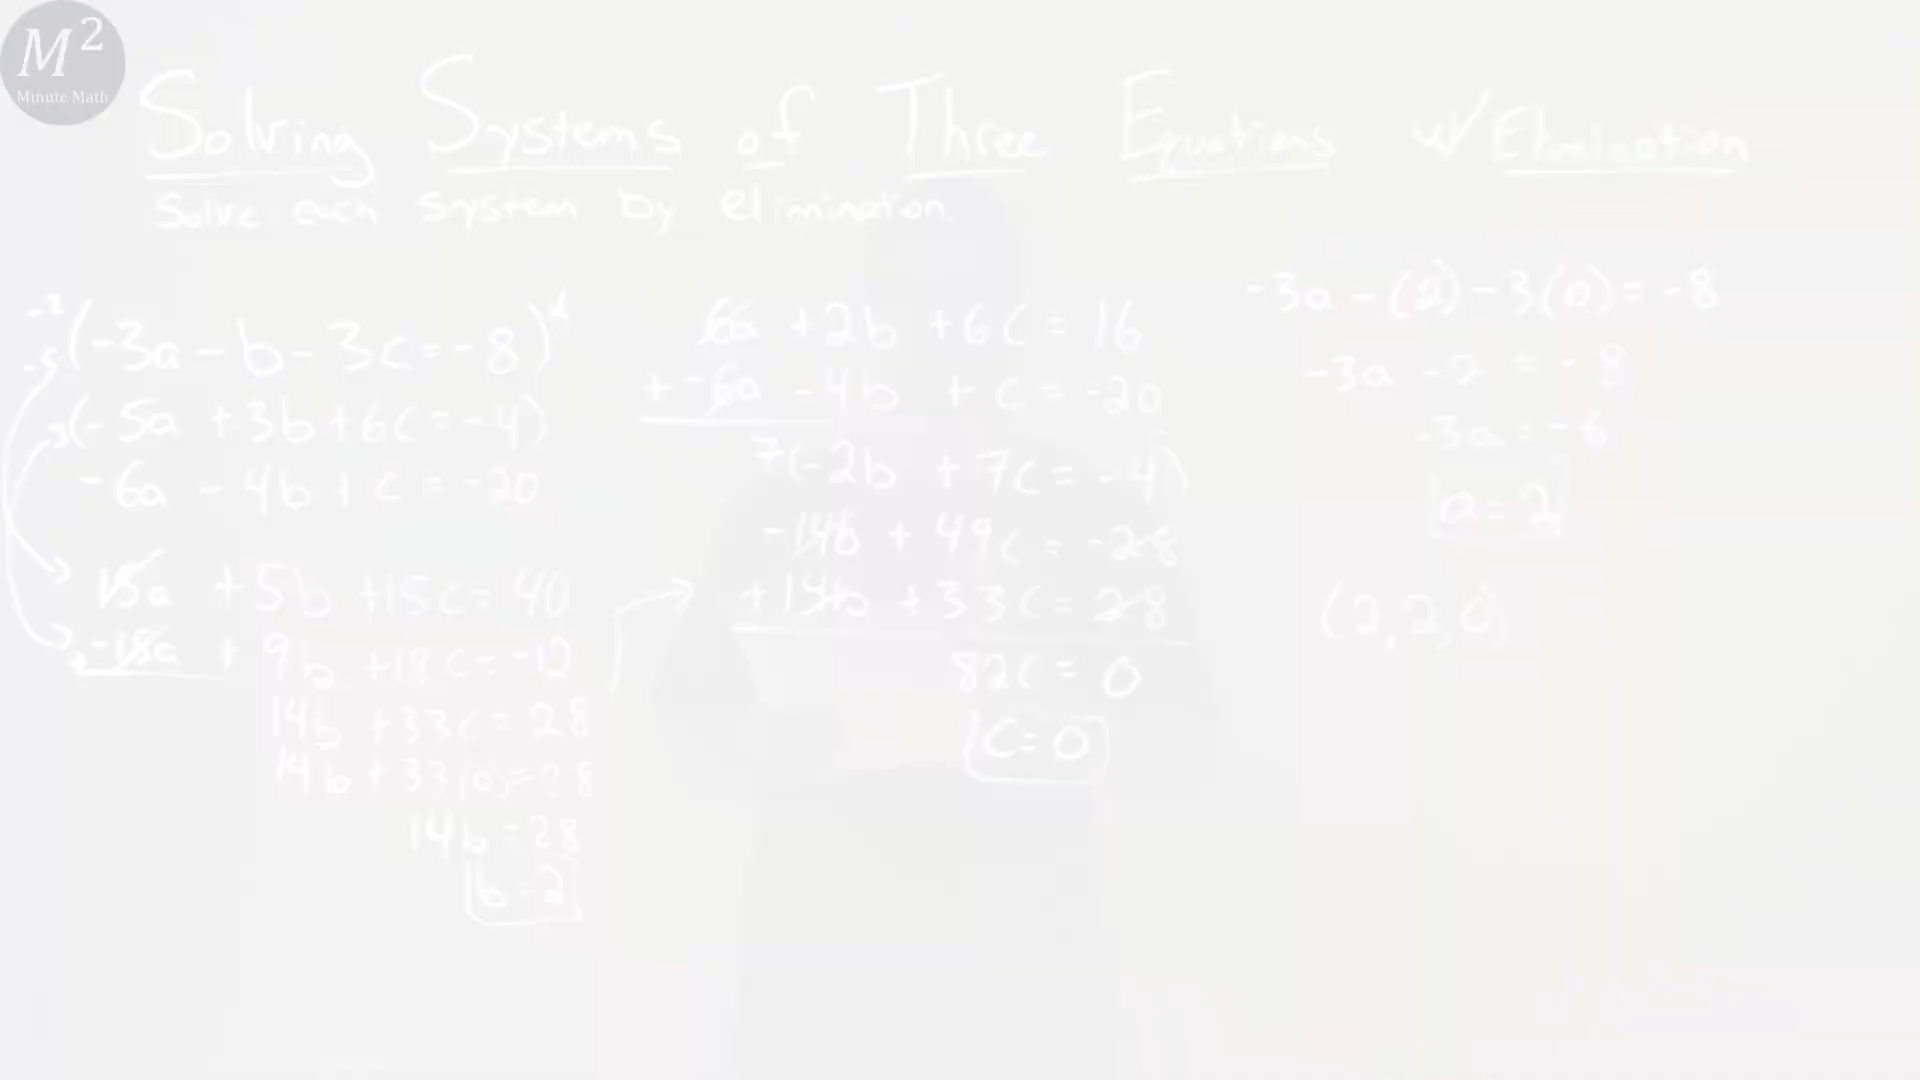 M²
Minute Math
Solving Systems of Three Equations w/ Elimination
Solve each system by elimination.
-2
-5(-3a - b - 3c = -8)
3(-5a + 3b + 6c = -4)
-6a - 4b + c = -20
15a + 5b + 15c = 40
+ -15a + 9b + 18c = -12
14b + 33c = 28
14b + 33(0) = 28
14b = 28
b = 2
6a + 2b + 6c = 16
+ -6a - 4b + c = -20
7(-2b + 7c = -4)
-14b + 49c = -28
+ 14b + 33c = 28
82c = 0
c = 0
-3a - (2) - 3(0) = -8
-3a - 2 = -8
-3a = -6
a = 2
(2,2,0)